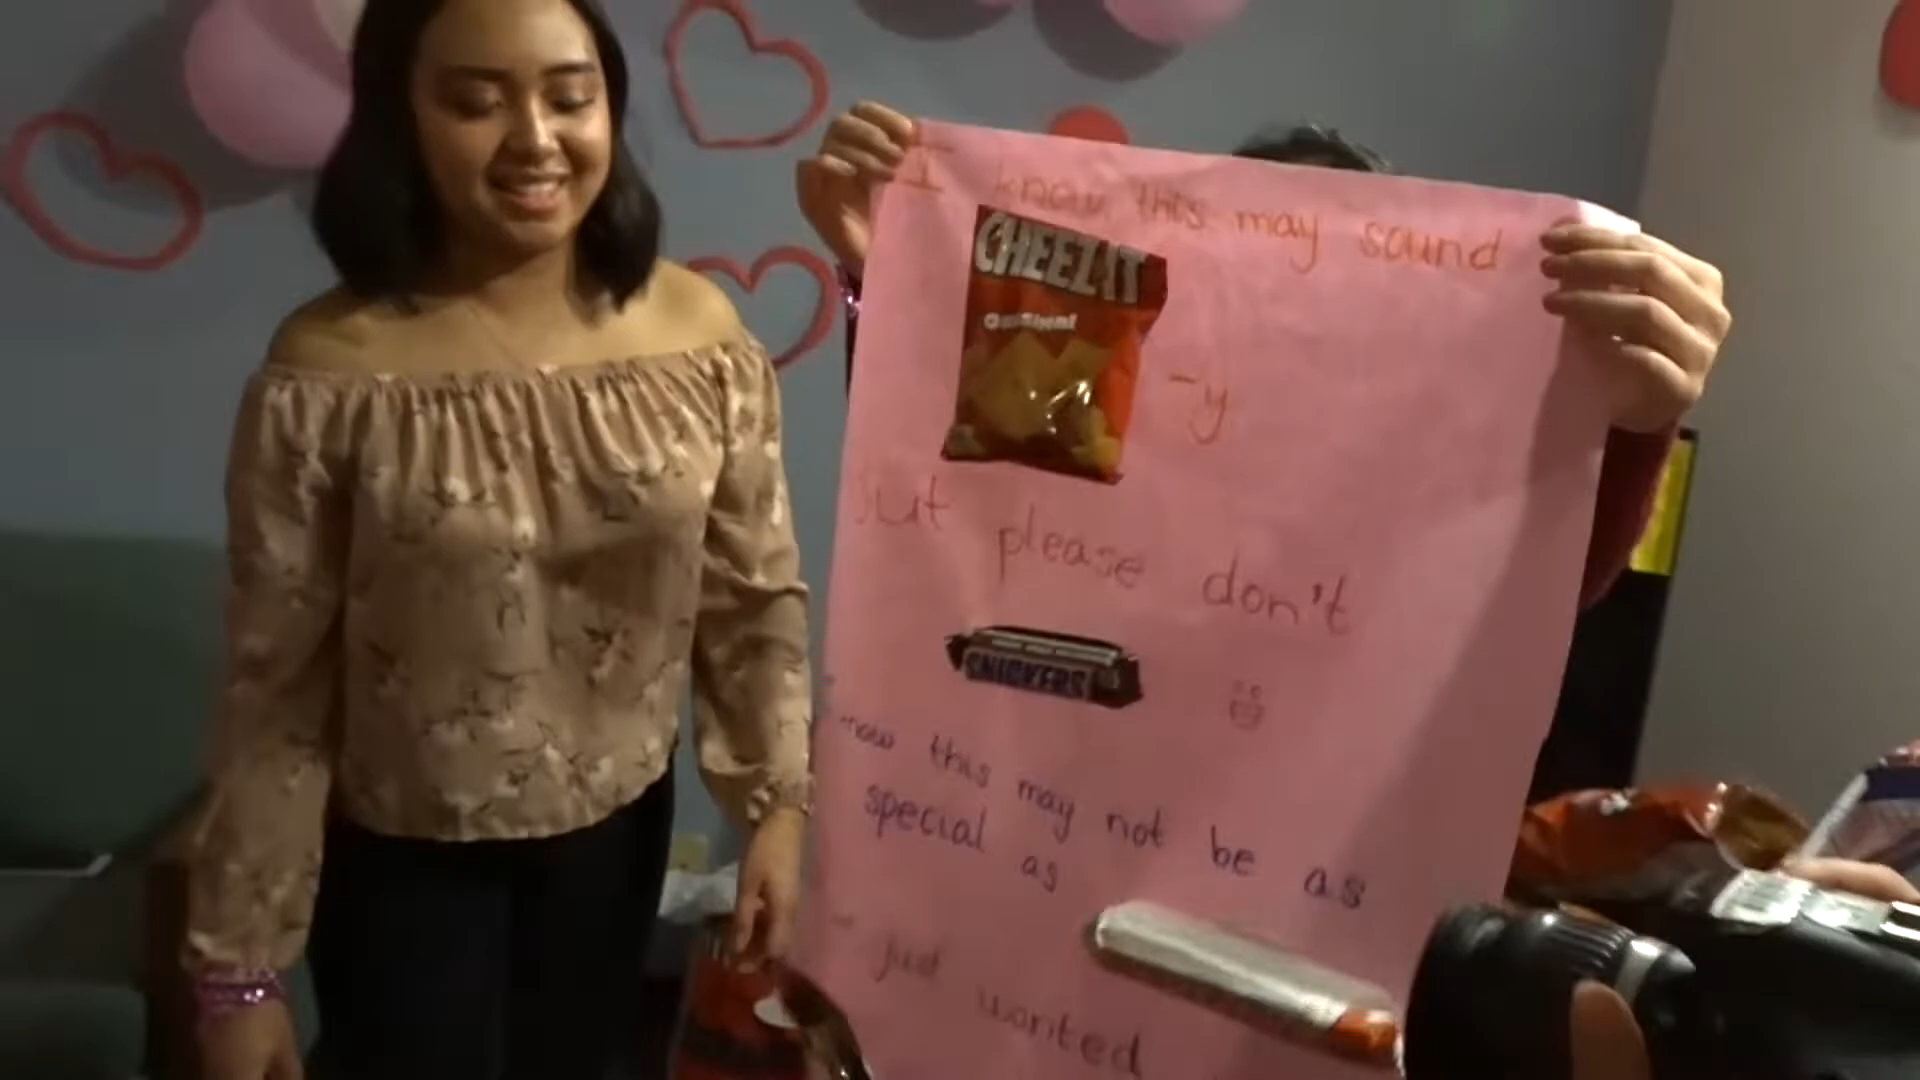 I know this may sound
CHEEZ-IT
-y
but please don't
SNICKERS
know this may not be as
special as
I just
wanted